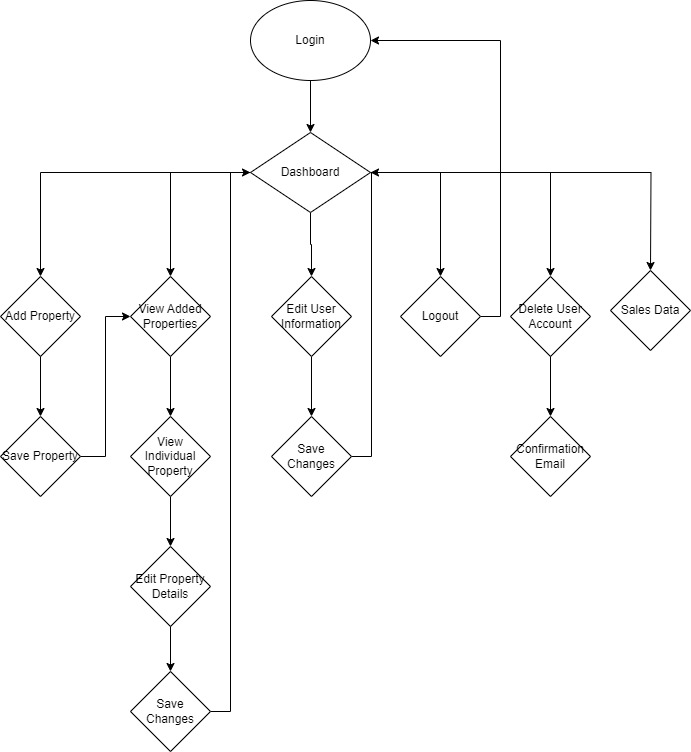 Login
Dashboard
Add Property
View Added
Properties
Edit User
Information
Logout
Delete User
Account
Sales Data
Save Property
View
Individual
Property
Save
Changes
Confirmation
Email
Edit Property
Details
Save
Changes